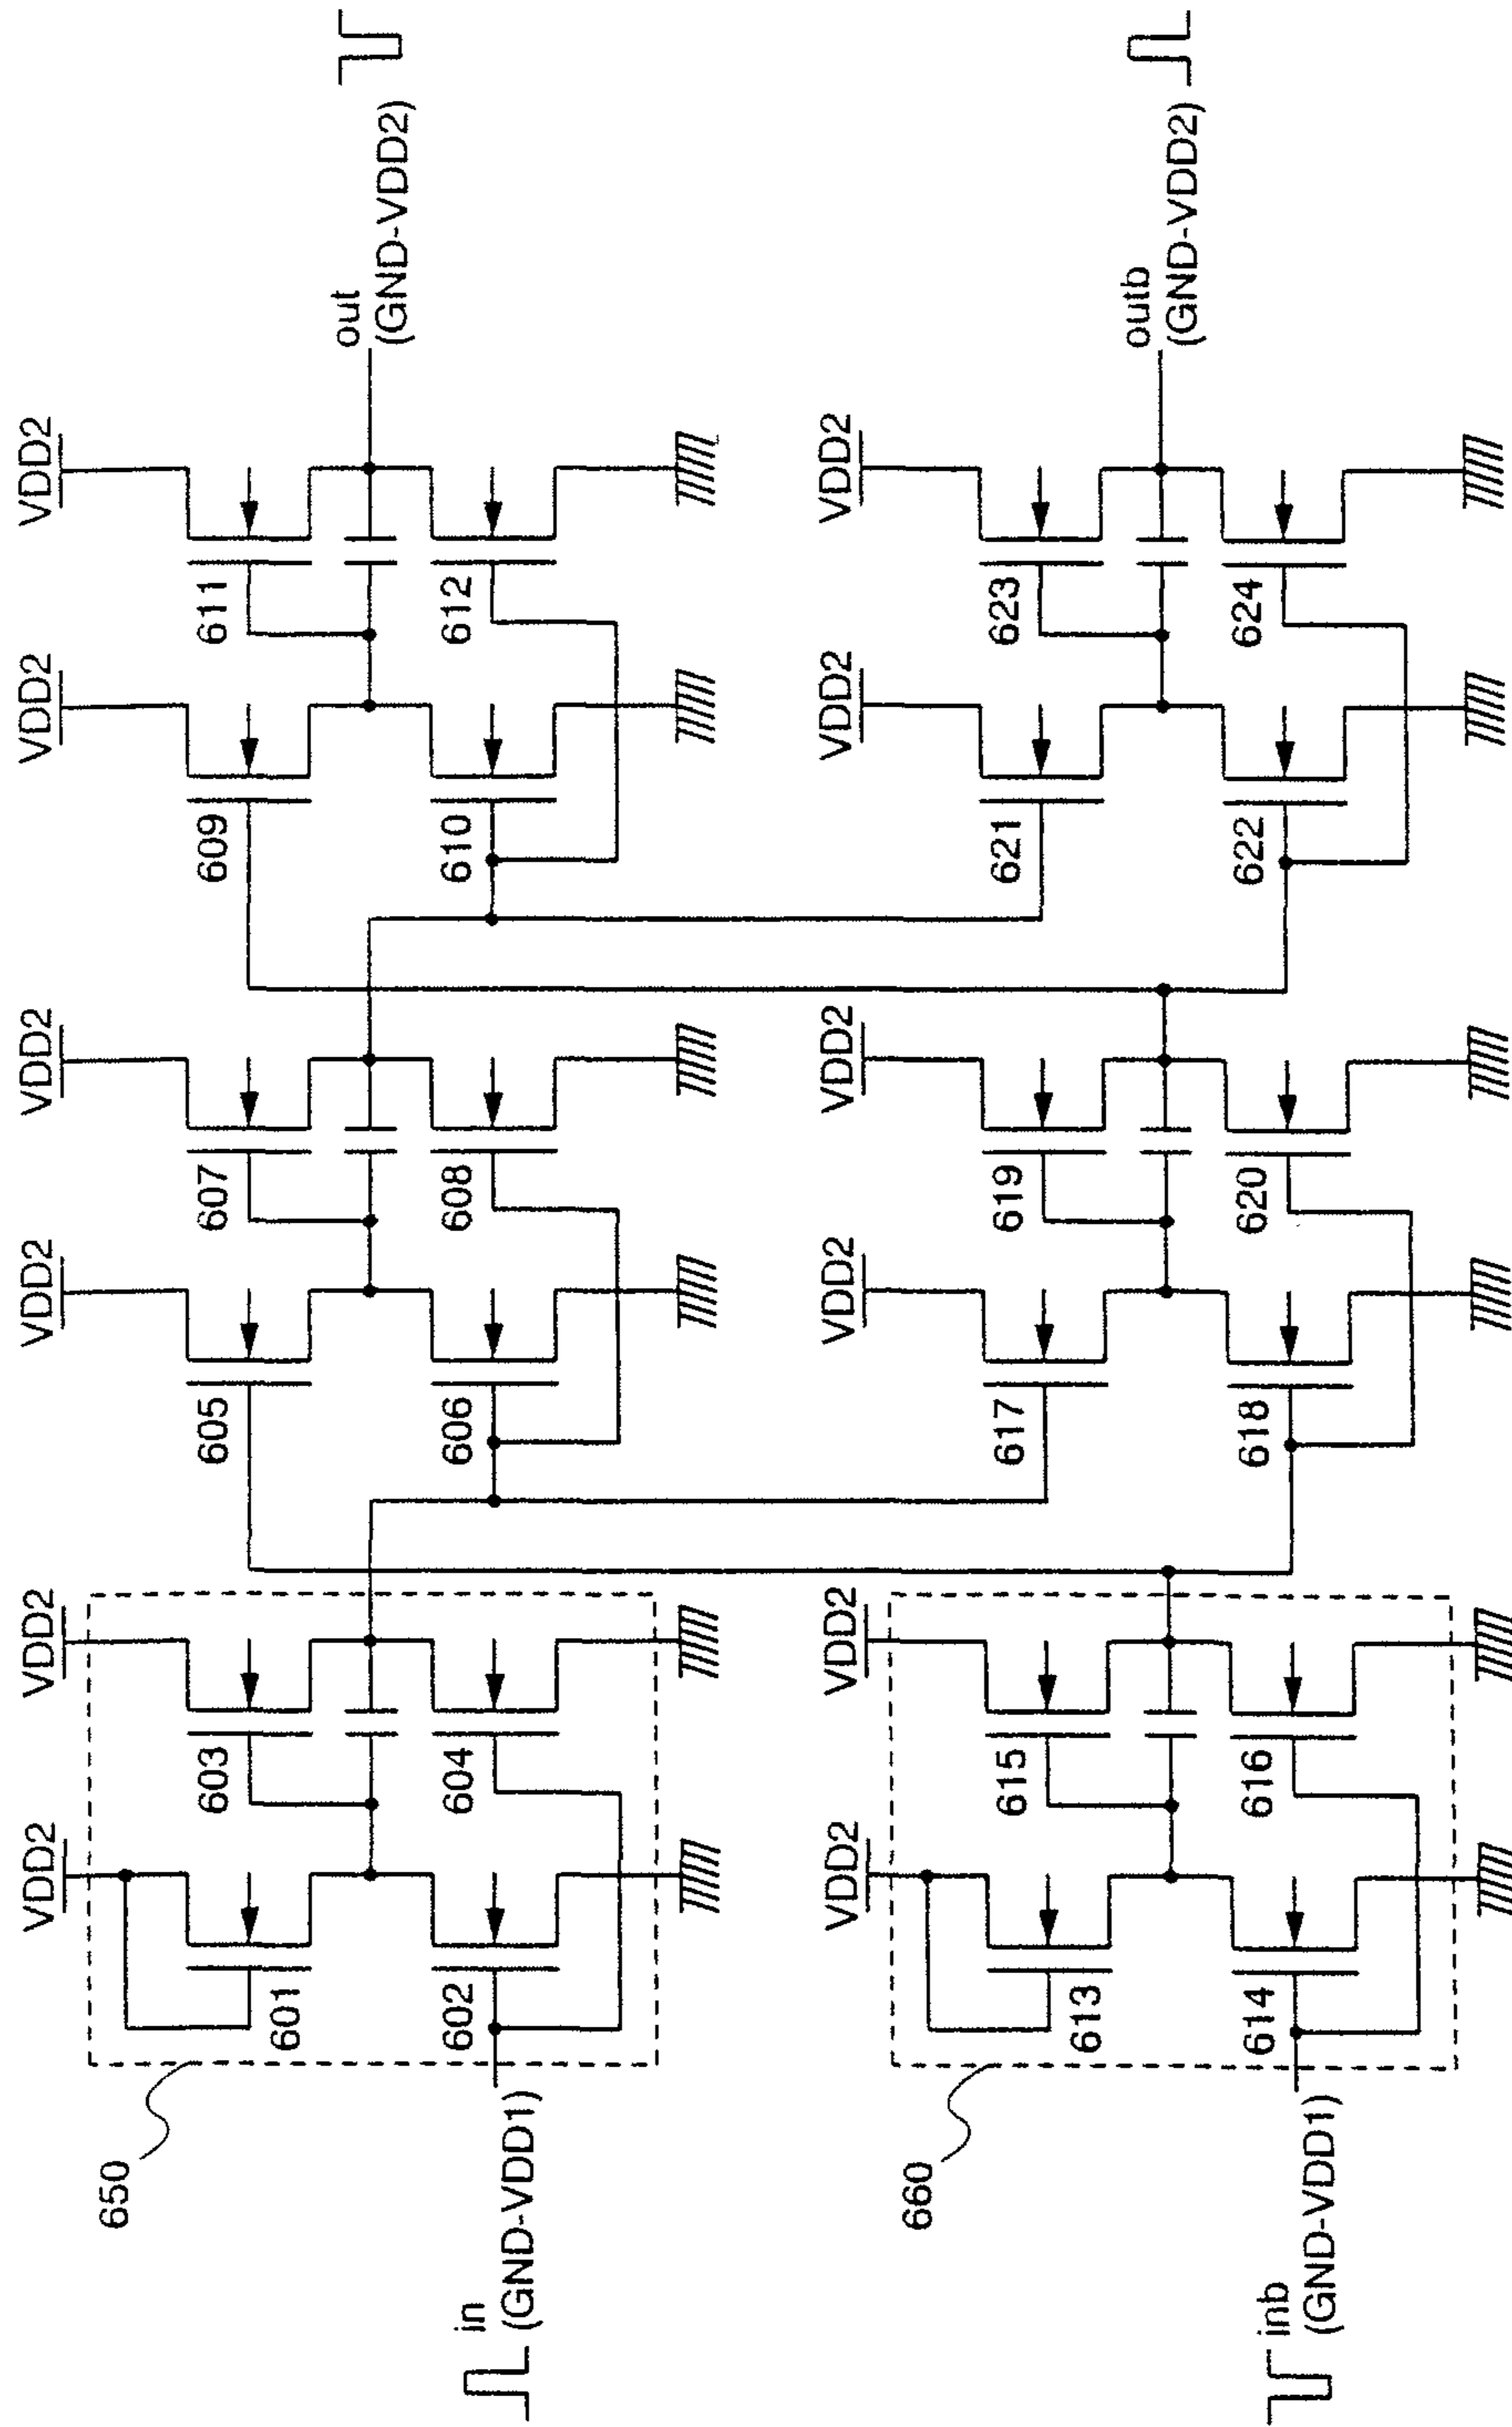 VDD2
VDD2
VDD2
VDD2
VDD2
VDD2
650
601
603
605
607
609
611
602
604
606
608
610
612
in
(GND-VDD1)
out
(GND-VDD2)
VDD2
VDD2
VDD2
VDD2
VDD2
VDD2
660
613
615
617
619
621
623
614
616
618
620
622
624
inb
(GND-VDD1)
outb
(GND-VDD2)